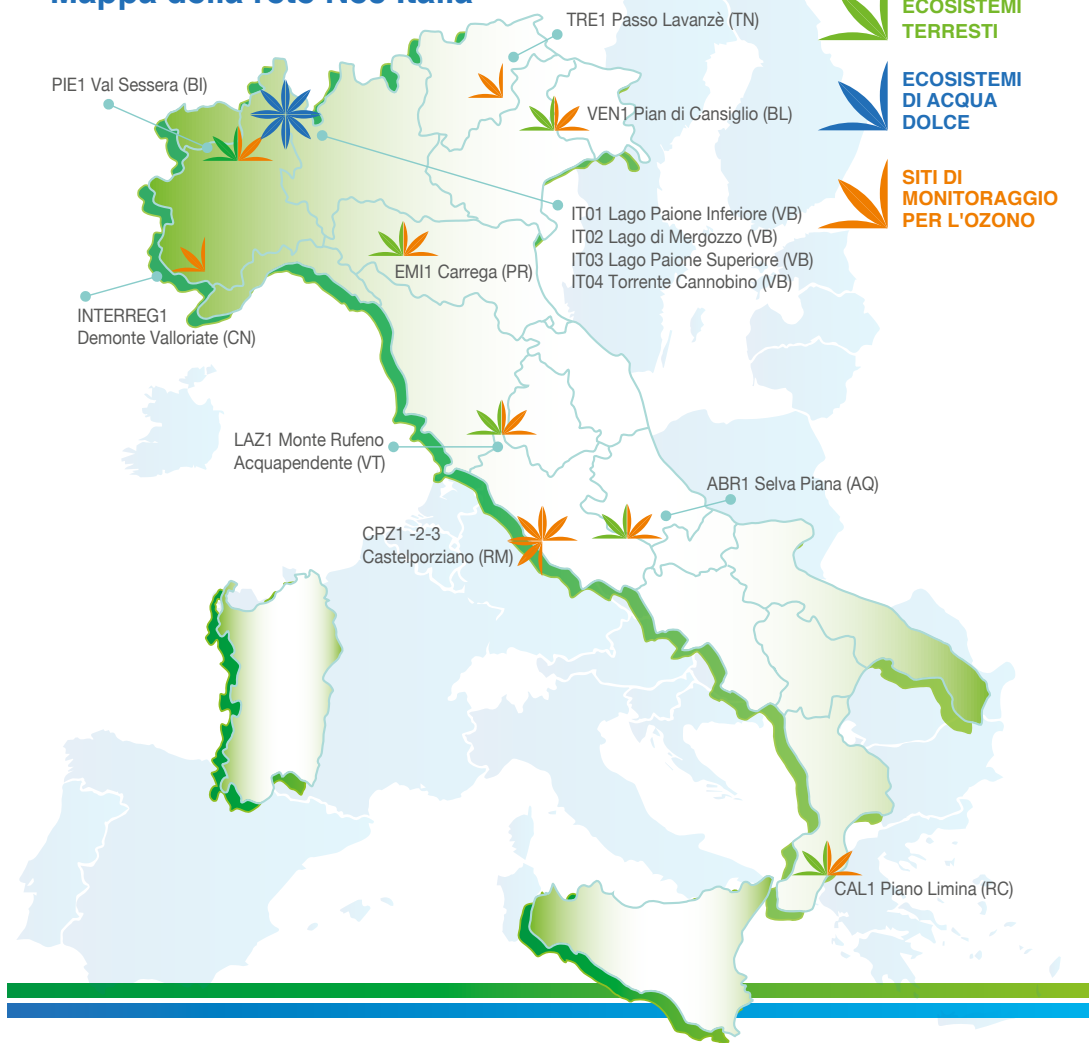 Mappa della rete Nec Italia
TRE1 Passo Lavanzè (TN)
ECOSISTEMI
TERRESTI
PIE1 Val Sessera (BI)
VEN1 Pian di Cansiglio (BL)
ECOSISTEMI
DI ACQUA
DOLCE
SITI DI
MONITORAGGIO
PER L'OZONO
IT01 Lago Paione Inferiore (VB)
IT02 Lago di Mergozzo (VB)
IT03 Lago Paione Superiore (VB)
IT04 Torrente Cannobino (VB)
EMI1 Carrega (PR)
INTERREG1
Demonte Valloriate (CN)
LAZ1 Monte Rufeno
Acquapendente (VT)
ABR1 Selva Piana (AQ)
CPZ1 -2-3
Castelporziano (RM)
CAL1 Piano Limina (RC)